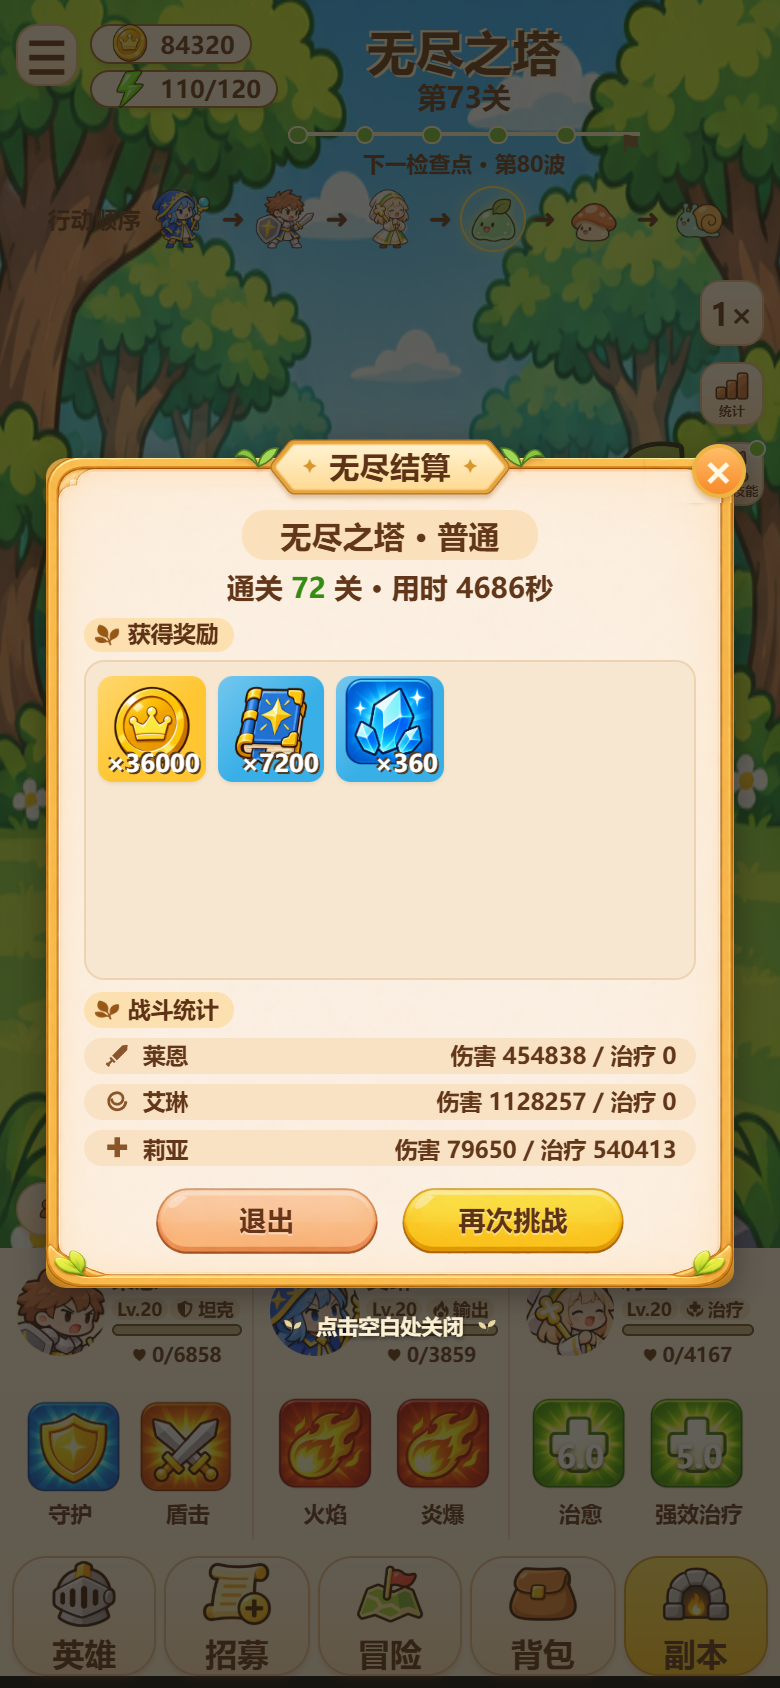 84320
110/120
无尽之塔
第73关
下一检查点·第80波
行动顺序
1×
统计
技能
无尽结算
无尽之塔·普通
通关 72 关·用时 4686秒
获得奖励
×36000
×7200
×360
战斗统计
莱恩 伤害 454838 / 治疗 0
艾琳 伤害 1128257 / 治疗 0
莉亚 伤害 79650 / 治疗 540413
退出
再次挑战
Lv.20 坦克
Lv.20 输出
Lv.20 治疗
点击空白处关闭
0/6858
0/3859
0/4167
6.0
5.0
守护
盾击
火焰
炎爆
治愈
强效治疗
英雄
招募
冒险
背包
副本